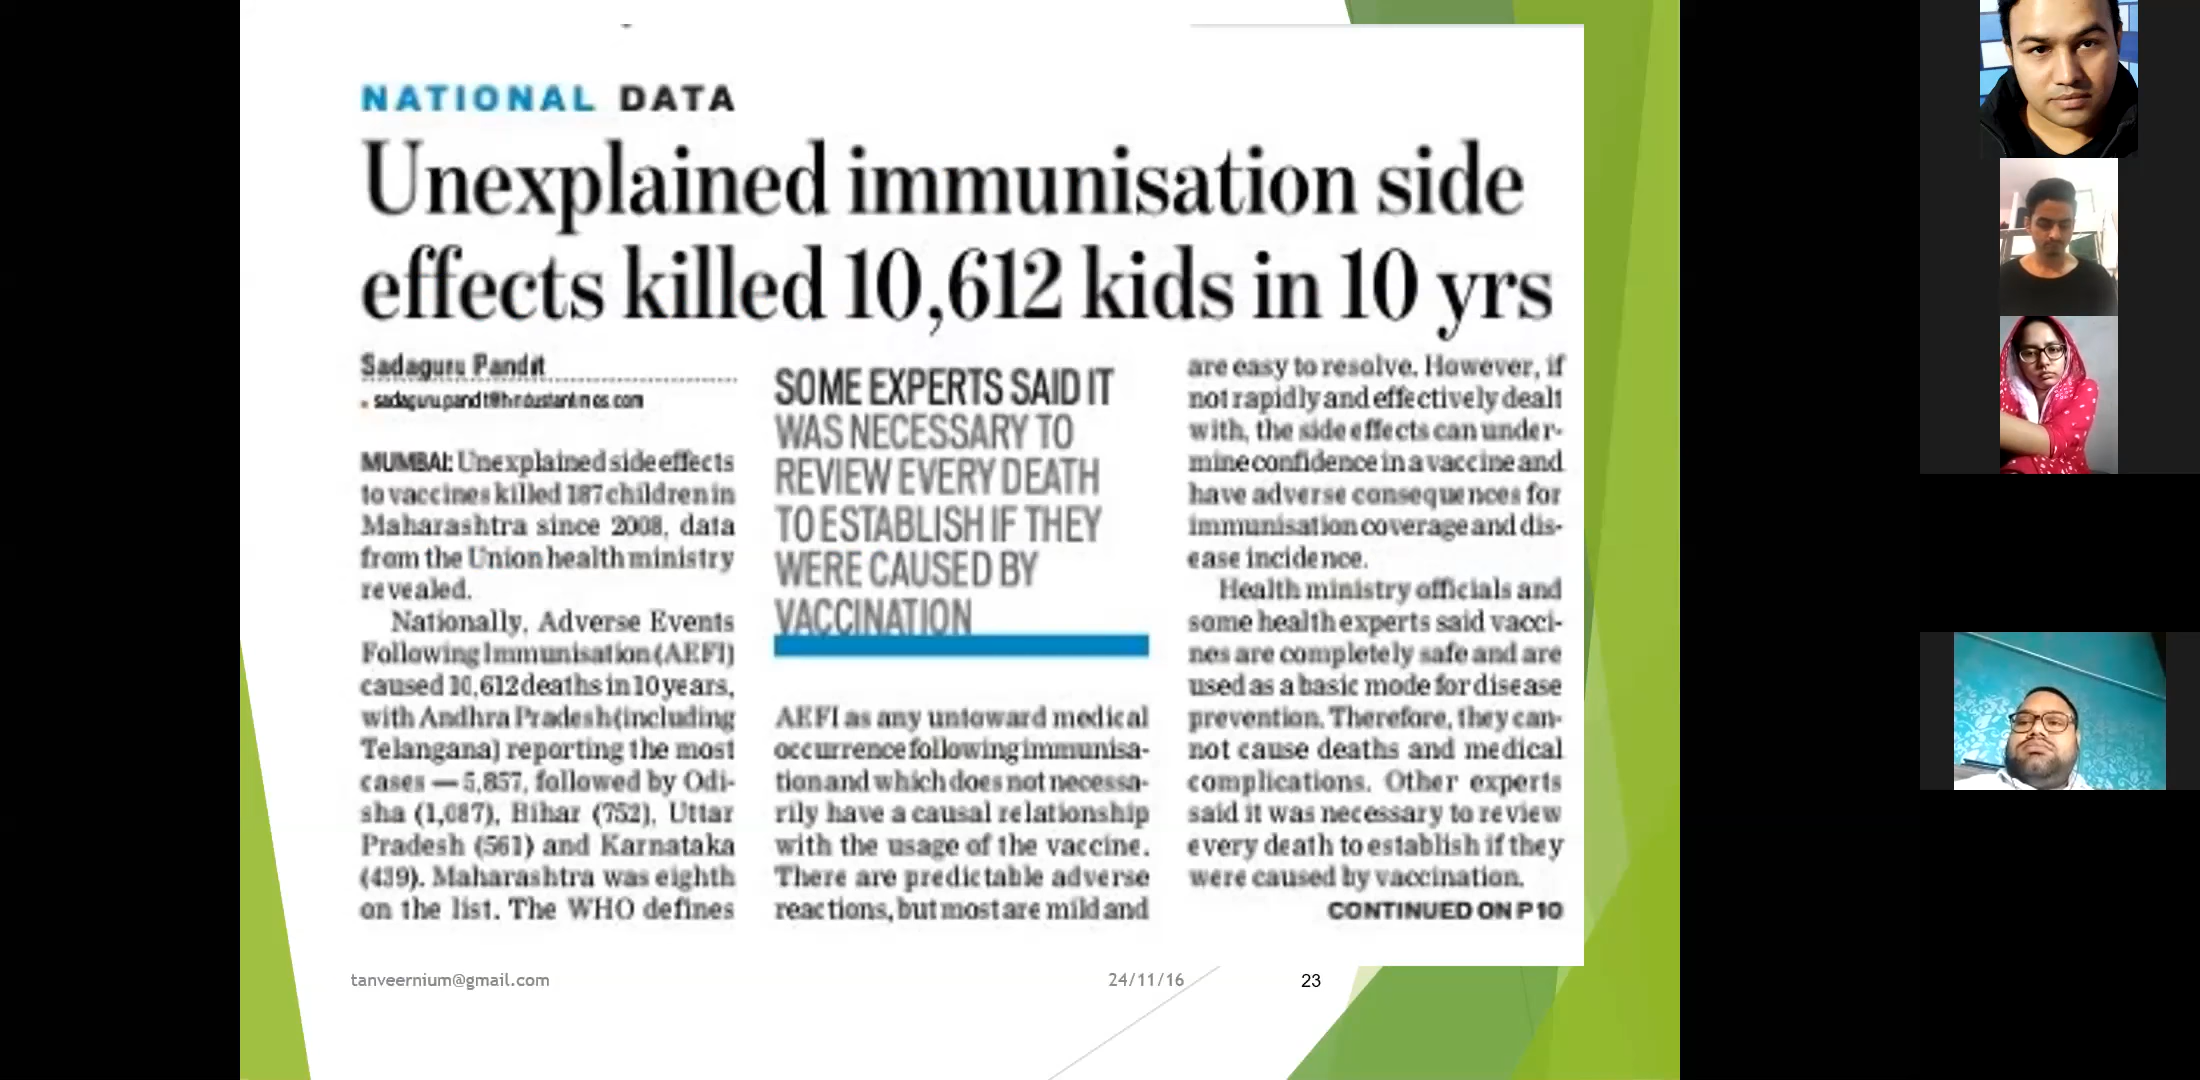 NATIONAL DATA
Unexplained immunisation side
effects killed 10,612 kids in 10 yrs
Sadaguru Pandit
sadaguru.pandit@hindustantimes.com
MUMBAI: Unexplained side effects
to vaccines killed 187 children in
Maharashtra since 2008, data
from the Union health ministry
revealed.
Nationally, Adverse Events
Following Immunisation (AEFI)
caused 10,612 deaths in 10 years,
with Andhra Pradesh (including
Telangana) reporting the most
cases — 5,857, followed by Odi-
sha (1,087), Bihar (752), Uttar
Pradesh (561) and Karnataka
(439). Maharashtra was eighth
on the list. The WHO defines
SOME EXPERTS SAID IT
WAS NECESSARY TO
REVIEW EVERY DEATH
TO ESTABLISH IF THEY
WERE CAUSED BY
VACCINATION
AEFI as any untoward medical
occurrence following immunisa-
tion and which does not necessa-
rily have a causal relationship
with the usage of the vaccine.
There are predictable adverse
reactions, but most are mild and
are easy to resolve. However, if
not rapidly and effectively dealt
with, the side effects can under-
mine confidence in a vaccine and
have adverse consequences for
immunisation coverage and dis-
ease incidence.
Health ministry officials and
some health experts said vacci-
nes are completely safe and are
used as a basic mode for disease
prevention. Therefore, they can-
not cause deaths and medical
complications. Other experts
said it was necessary to review
every death to establish if they
were caused by vaccination.
CONTINUED ON P 10
tanveernium@gmail.com
24/11/16
23